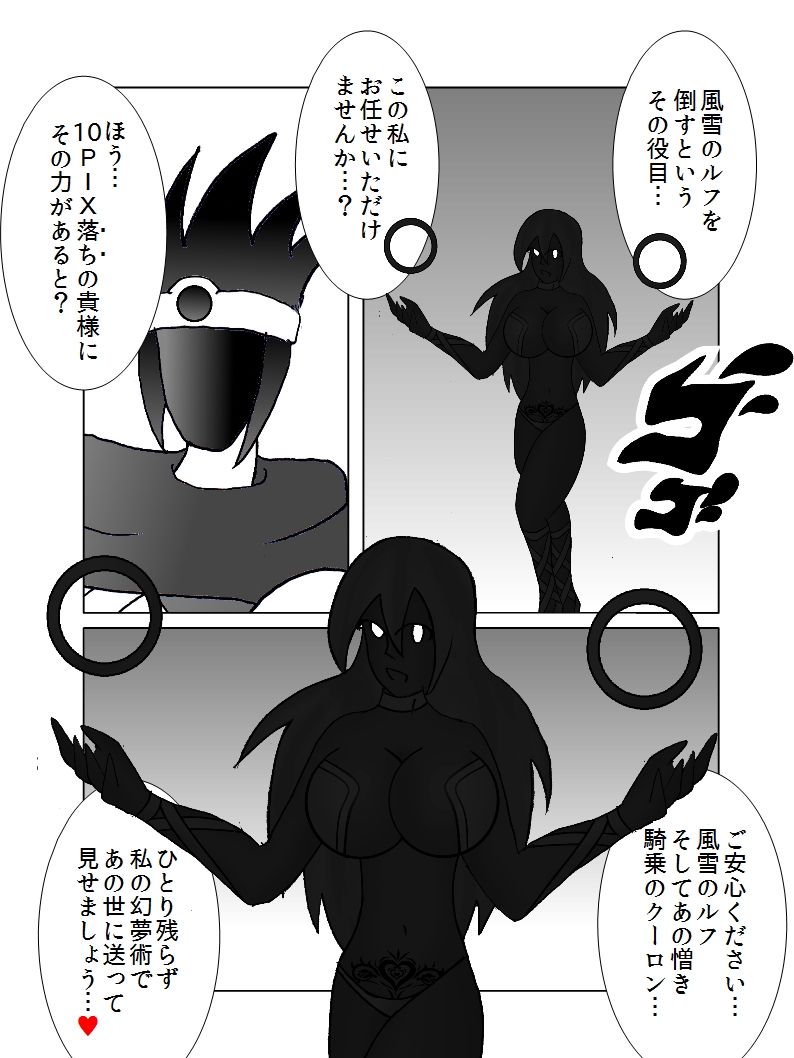 風雪のルフを
倒すという
その役目…
この私に
お任せいただけ
ませんか…？
ほう…
10PIX落ちの貴様に
その力があると？
ゴゴ
ご安心ください…
風雪のルフ
そしてあの憎き
騎乗のクーロン…
ひとり残らず
私の幻夢術で
あの世に送って
見せましょう…♥